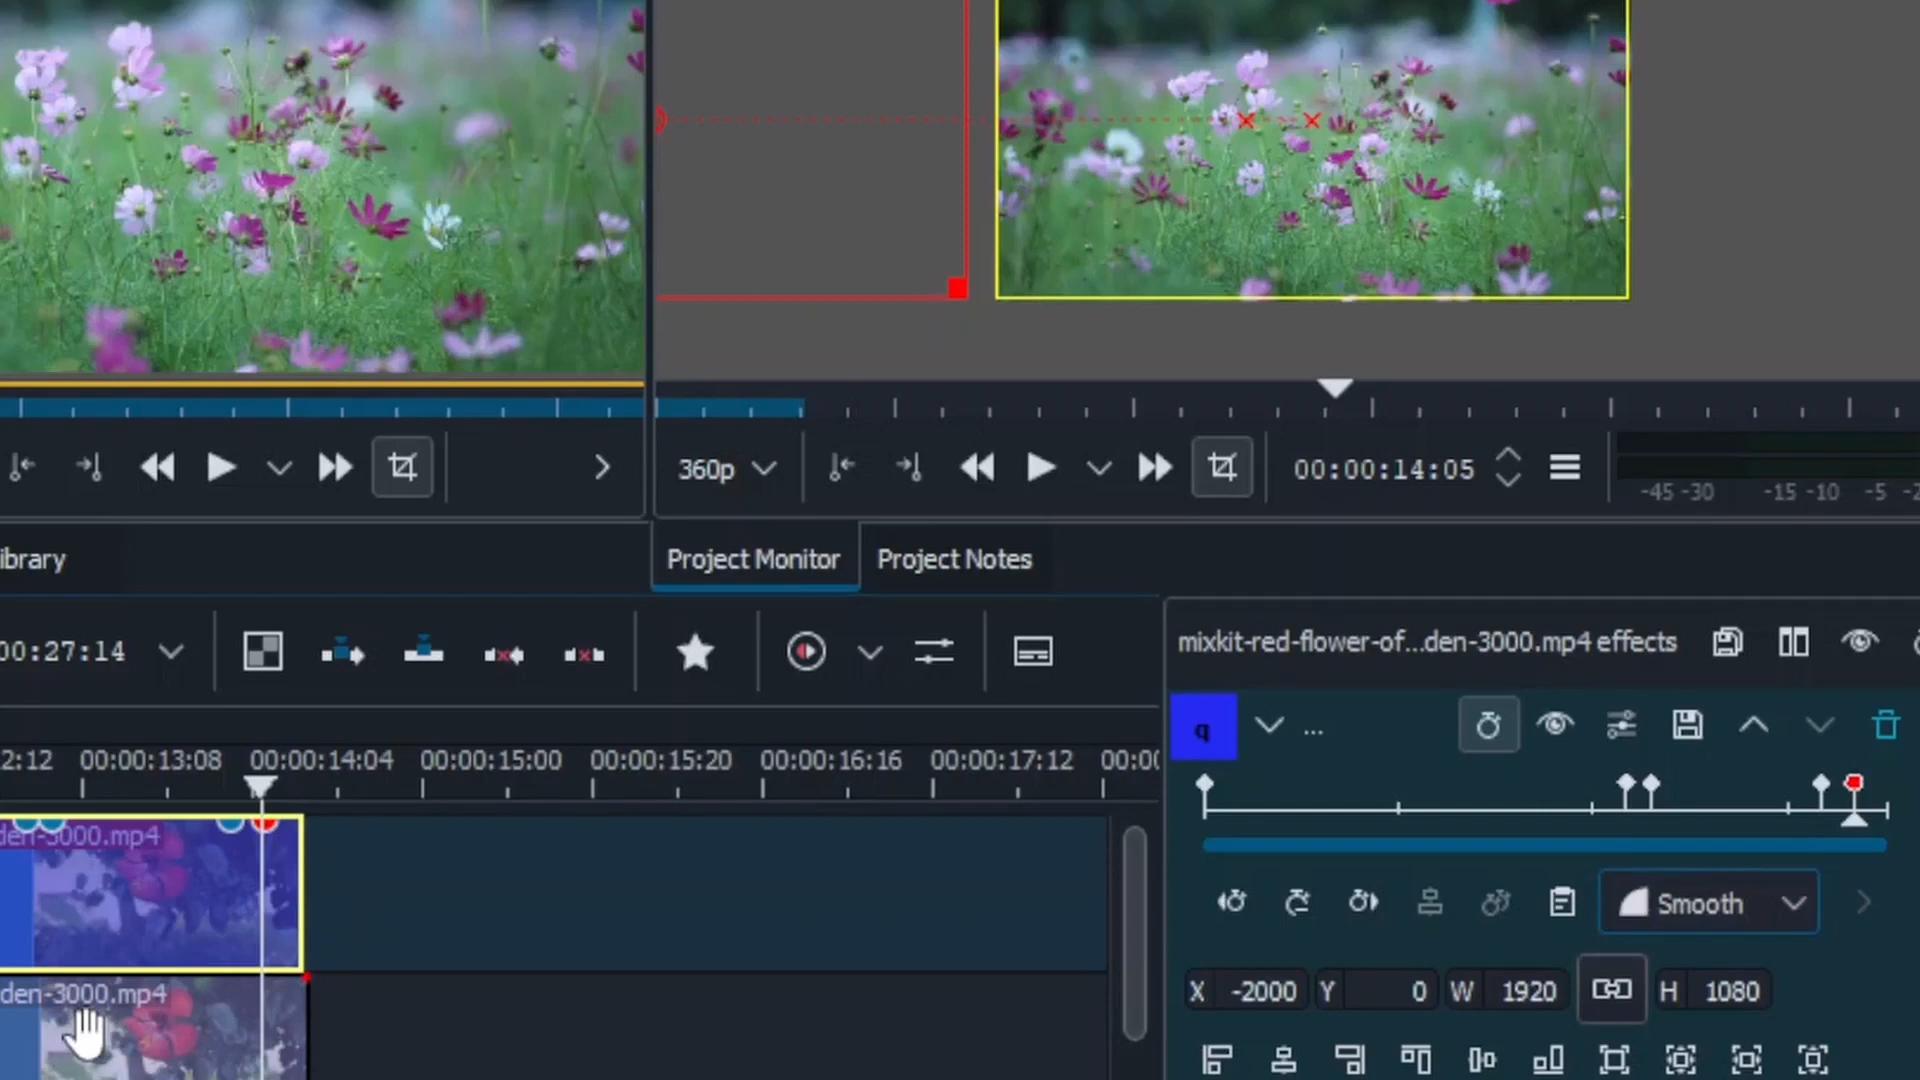 360p
00:00:14:05
-45 -30 -15 -10 -5
ibrary
Project Monitor
Project Notes
00:27:14
mixkit-red-flower-of...den-3000.mp4 effects
q
...
2:12 00:00:13:08 00:00:14:04 00:00:15:00 00:00:15:20 00:00:16:16 00:00:17:12 00:00
den-3000.mp4
Smooth
den-3000.mp4
X -2000 Y 0 W 1920 H 1080